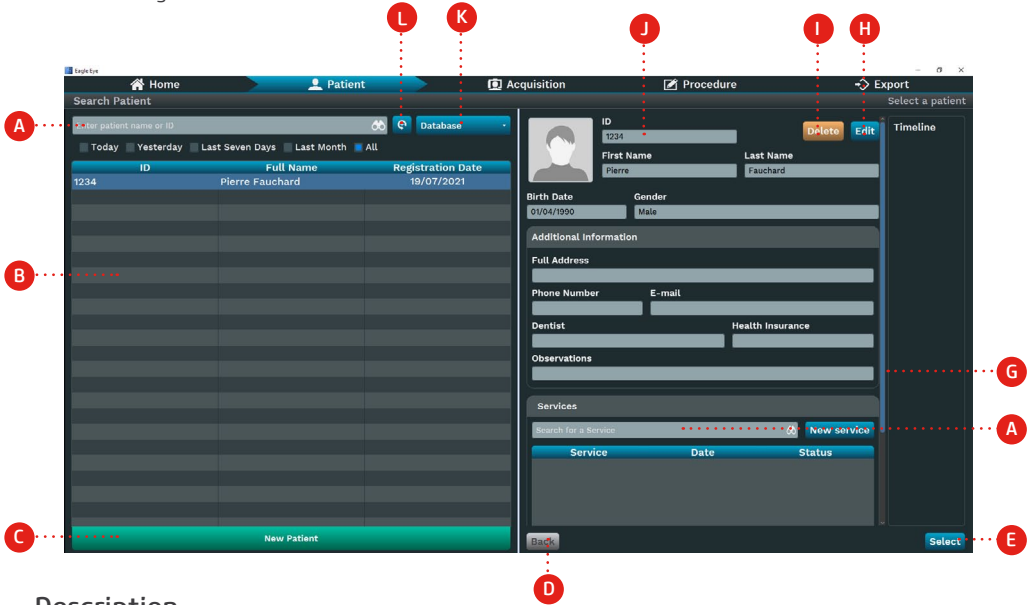 L
K
J
I
H
Eagle Eye
Home
Patient
Acquisition
Procedure
Export
Search Patient
Select a patient
A
Enter patient name or ID
Database
Today
Yesterday
Last Seven Days
Last Month
All
ID
Full Name
Registration Date
1234
Pierre Fauchard
19/07/2021
B
C
New Patient
ID
1234
Delete
Edit
Timeline
First Name
Last Name
Pierre
Fauchard
Birth Date
Gender
01/04/1990
Male
Additional Information
Full Address
Phone Number
E-mail
Dentist
Health Insurance
Observations
G
Services
Search for a Service
New service
A
Service
Date
Status
Back
Select
E
D
Description